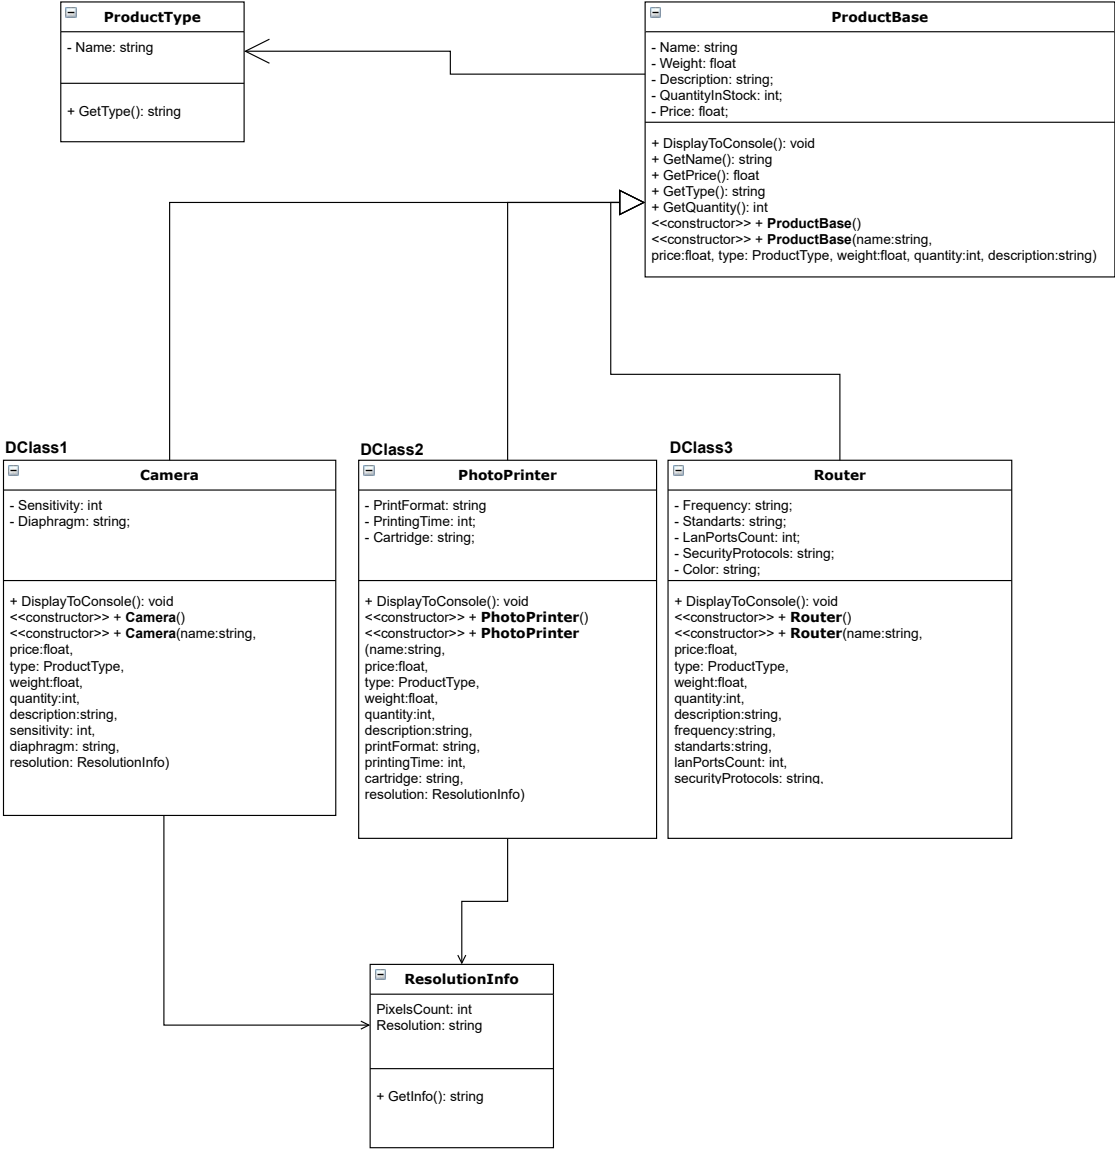 ProductType
- Name: string
+ GetType(): string
ProductBase
- Name: string
- Weight: float
- Description: string;
- QuantityInStock: int;
- Price: float;
+ DisplayToConsole(): void
+ GetName(): string
+ GetPrice(): float
+ GetType(): string
+ GetQuantity(): int
<<constructor>> + ProductBase()
<<constructor>> + ProductBase(name:string,
price:float, type: ProductType, weight:float, quantity:int, description:string)
DClass1
Camera
- Sensitivity: int
- Diaphragm: string;
+ DisplayToConsole(): void
<<constructor>> + Camera()
<<constructor>> + Camera(name:string,
price:float,
type: ProductType,
weight:float,
quantity:int,
description:string,
sensitivity: int,
diaphragm: string,
resolution: ResolutionInfo)
DClass2
PhotoPrinter
- PrintFormat: string
- PrintingTime: int;
- Cartridge: string;
+ DisplayToConsole(): void
<<constructor>> + PhotoPrinter()
<<constructor>> + PhotoPrinter
(name:string,
price:float,
type: ProductType,
weight:float,
quantity:int,
description:string,
printFormat: string,
printingTime: int,
cartridge: string,
resolution: ResolutionInfo)
DClass3
Router
- Frequency: string;
- Standarts: string;
- LanPortsCount: int;
- SecurityProtocols: string;
- Color: string;
+ DisplayToConsole(): void
<<constructor>> + Router()
<<constructor>> + Router(name:string,
price:float,
type: ProductType,
weight:float,
quantity:int,
description:string,
frequency:string,
standarts:string,
lanPortsCount: int,
securityProtocols: string,
ResolutionInfo
PixelsCount: int
Resolution: string
+ GetInfo(): string